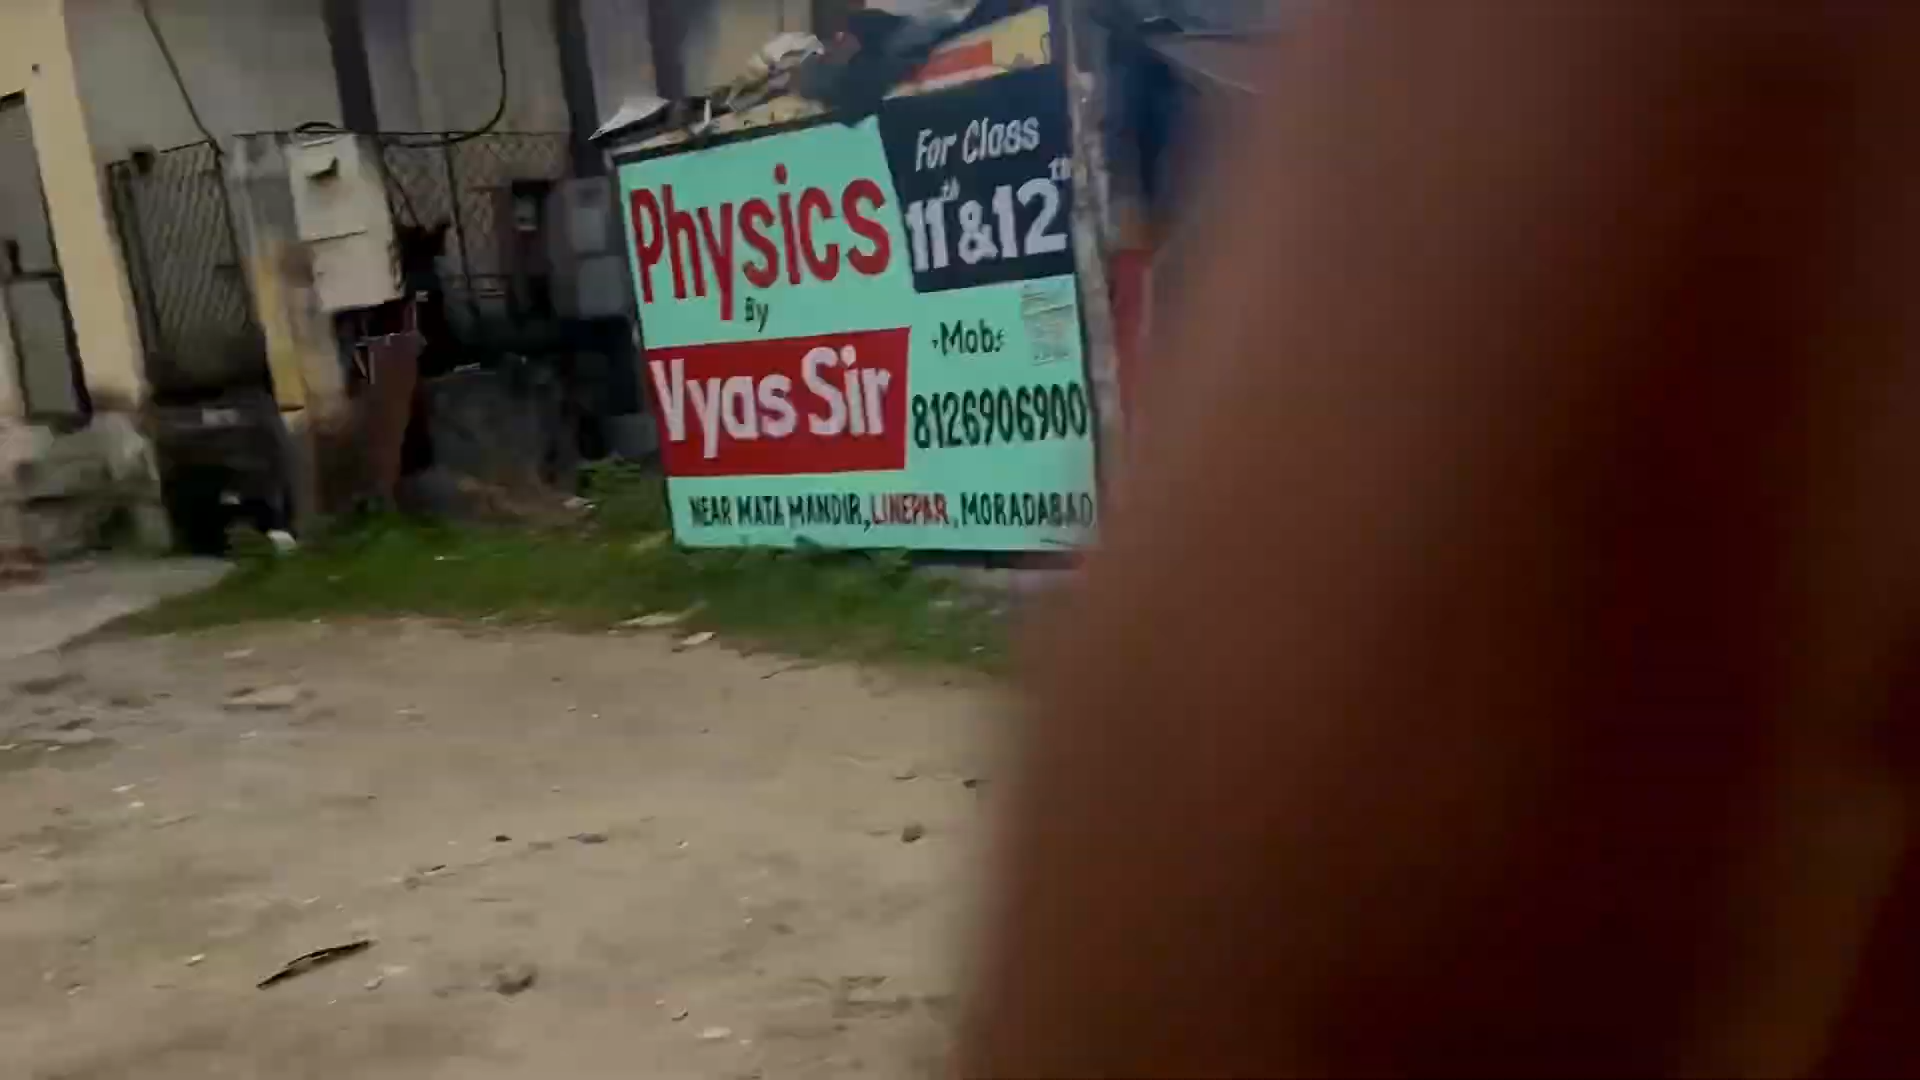 Physics
By
Vyas Sir
For Class
11th & 12th
Mob:
8126906900
NEAR MATA MANDIR, LINEPAR, MORADABAD